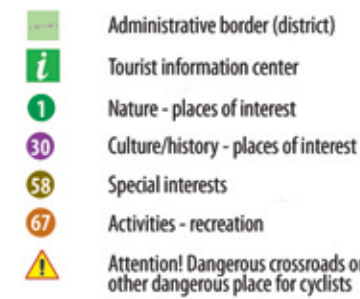 Administrative border (district)
i
Tourist information center
1
Nature - places of interest
30
Culture/history - places of interest
58
Special interests
67
Activities - recreation
!
Attention! Dangerous crossroads or
other dangerous place for cyclists